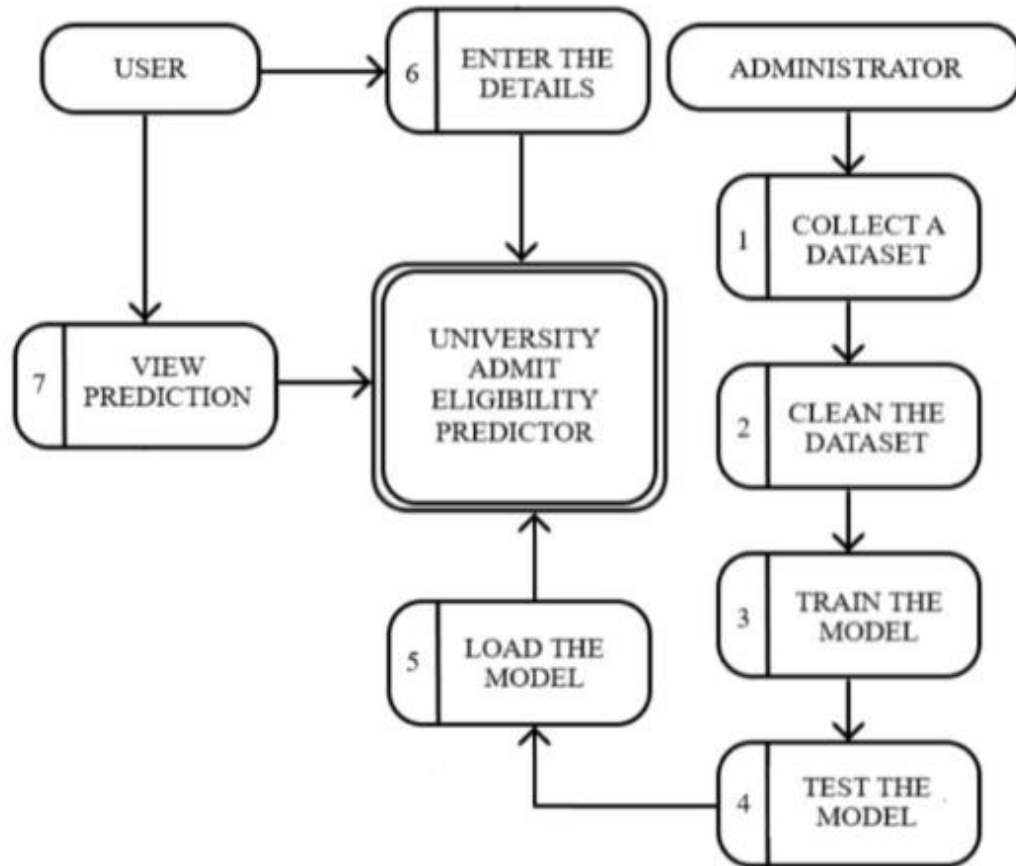 USER
6
ENTER THE
DETAILS
ADMINISTRATOR
1
COLLECT A
DATASET
7
VIEW
PREDICTION
UNIVERSITY
ADMIT
ELIGIBILITY
PREDICTOR
2
CLEAN THE
DATASET
5
LOAD THE
MODEL
3
TRAIN THE
MODEL
4
TEST THE
MODEL